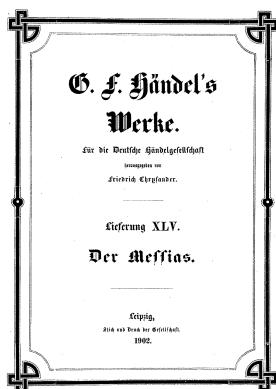 G. F. Händel's
Werke.
Für die Deutsche Händelgesellschaft
herausgegeben von
Friedrich Chrysander.
Lieferung XLV.
Der Messias.
Leipzig,
Stich und Druck der Gesellschaft.
1902.